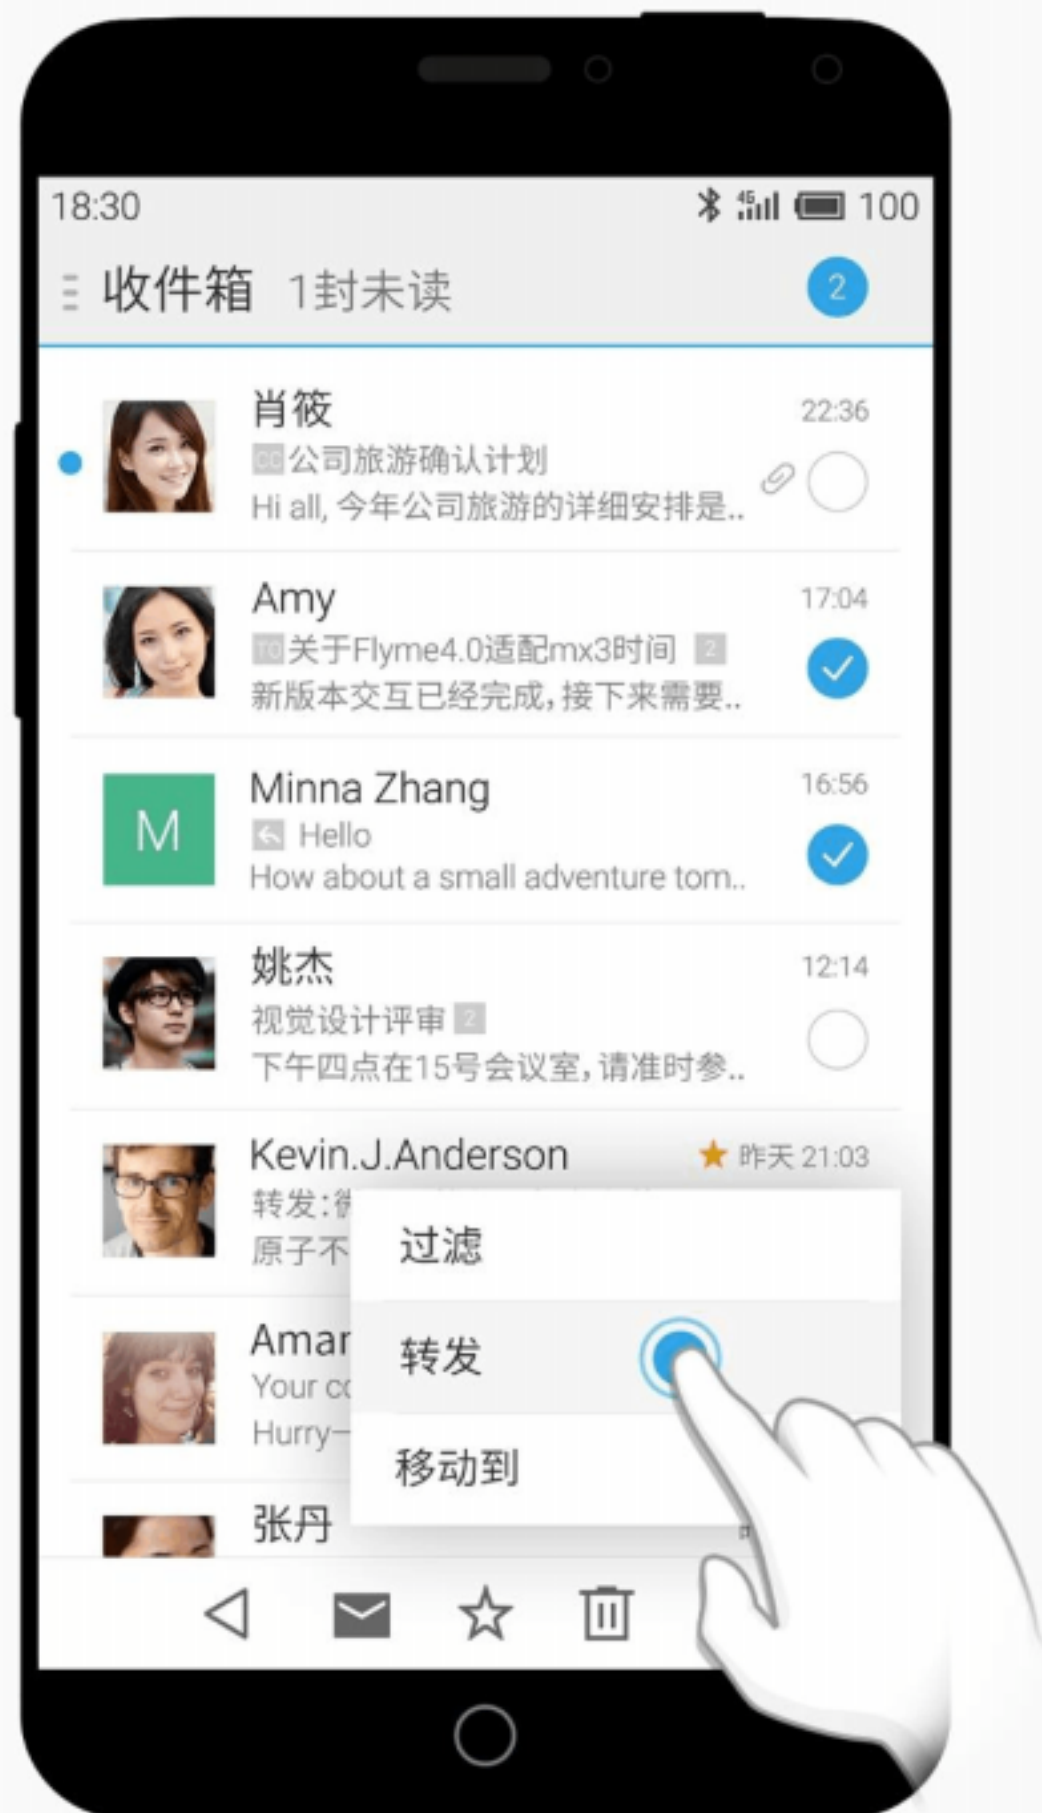 18:30 4G 100
收件箱 1封未读 2
肖筱 22:36
CC 公司旅游确认计划
Hi all, 今年公司旅游的详细安排是..
Amy 17:04
TO 关于Flyme4.0适配mx3时间 2
新版本交互已经完成，接下来需要..
M
Minna Zhang 16:56
Hello
How about a small adventure tom..
姚杰 12:14
视觉设计评审 2
下午四点在15号会议室，请准时参..
Kevin.J.Anderson 昨天 21:03
转发：
原子不
过滤
转发
移动到
Amar
Your
Hurry—
张丹